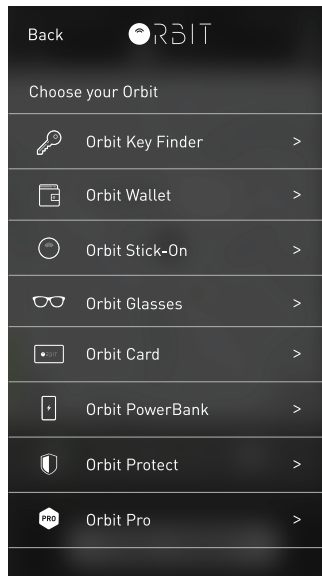 Back
ORBIT
Choose your Orbit
Orbit Key Finder >
Orbit Wallet >
Orbit Stick-On >
Orbit Glasses >
ORBIT Orbit Card >
Orbit PowerBank >
Orbit Protect >
PRO Orbit Pro >